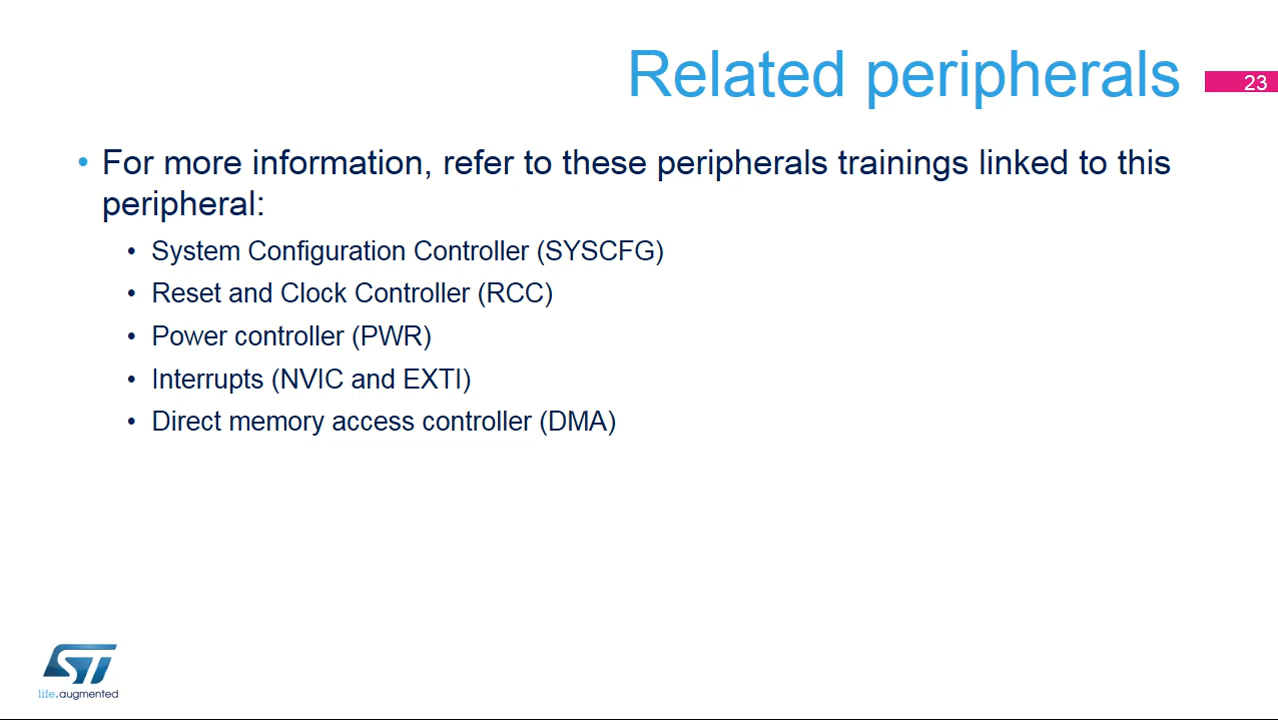 Related peripherals
23
• For more information, refer to these peripherals trainings linked to this
peripheral:
• System Configuration Controller (SYSCFG)
• Reset and Clock Controller (RCC)
• Power controller (PWR)
• Interrupts (NVIC and EXTI)
• Direct memory access controller (DMA)
ST
life.augmented